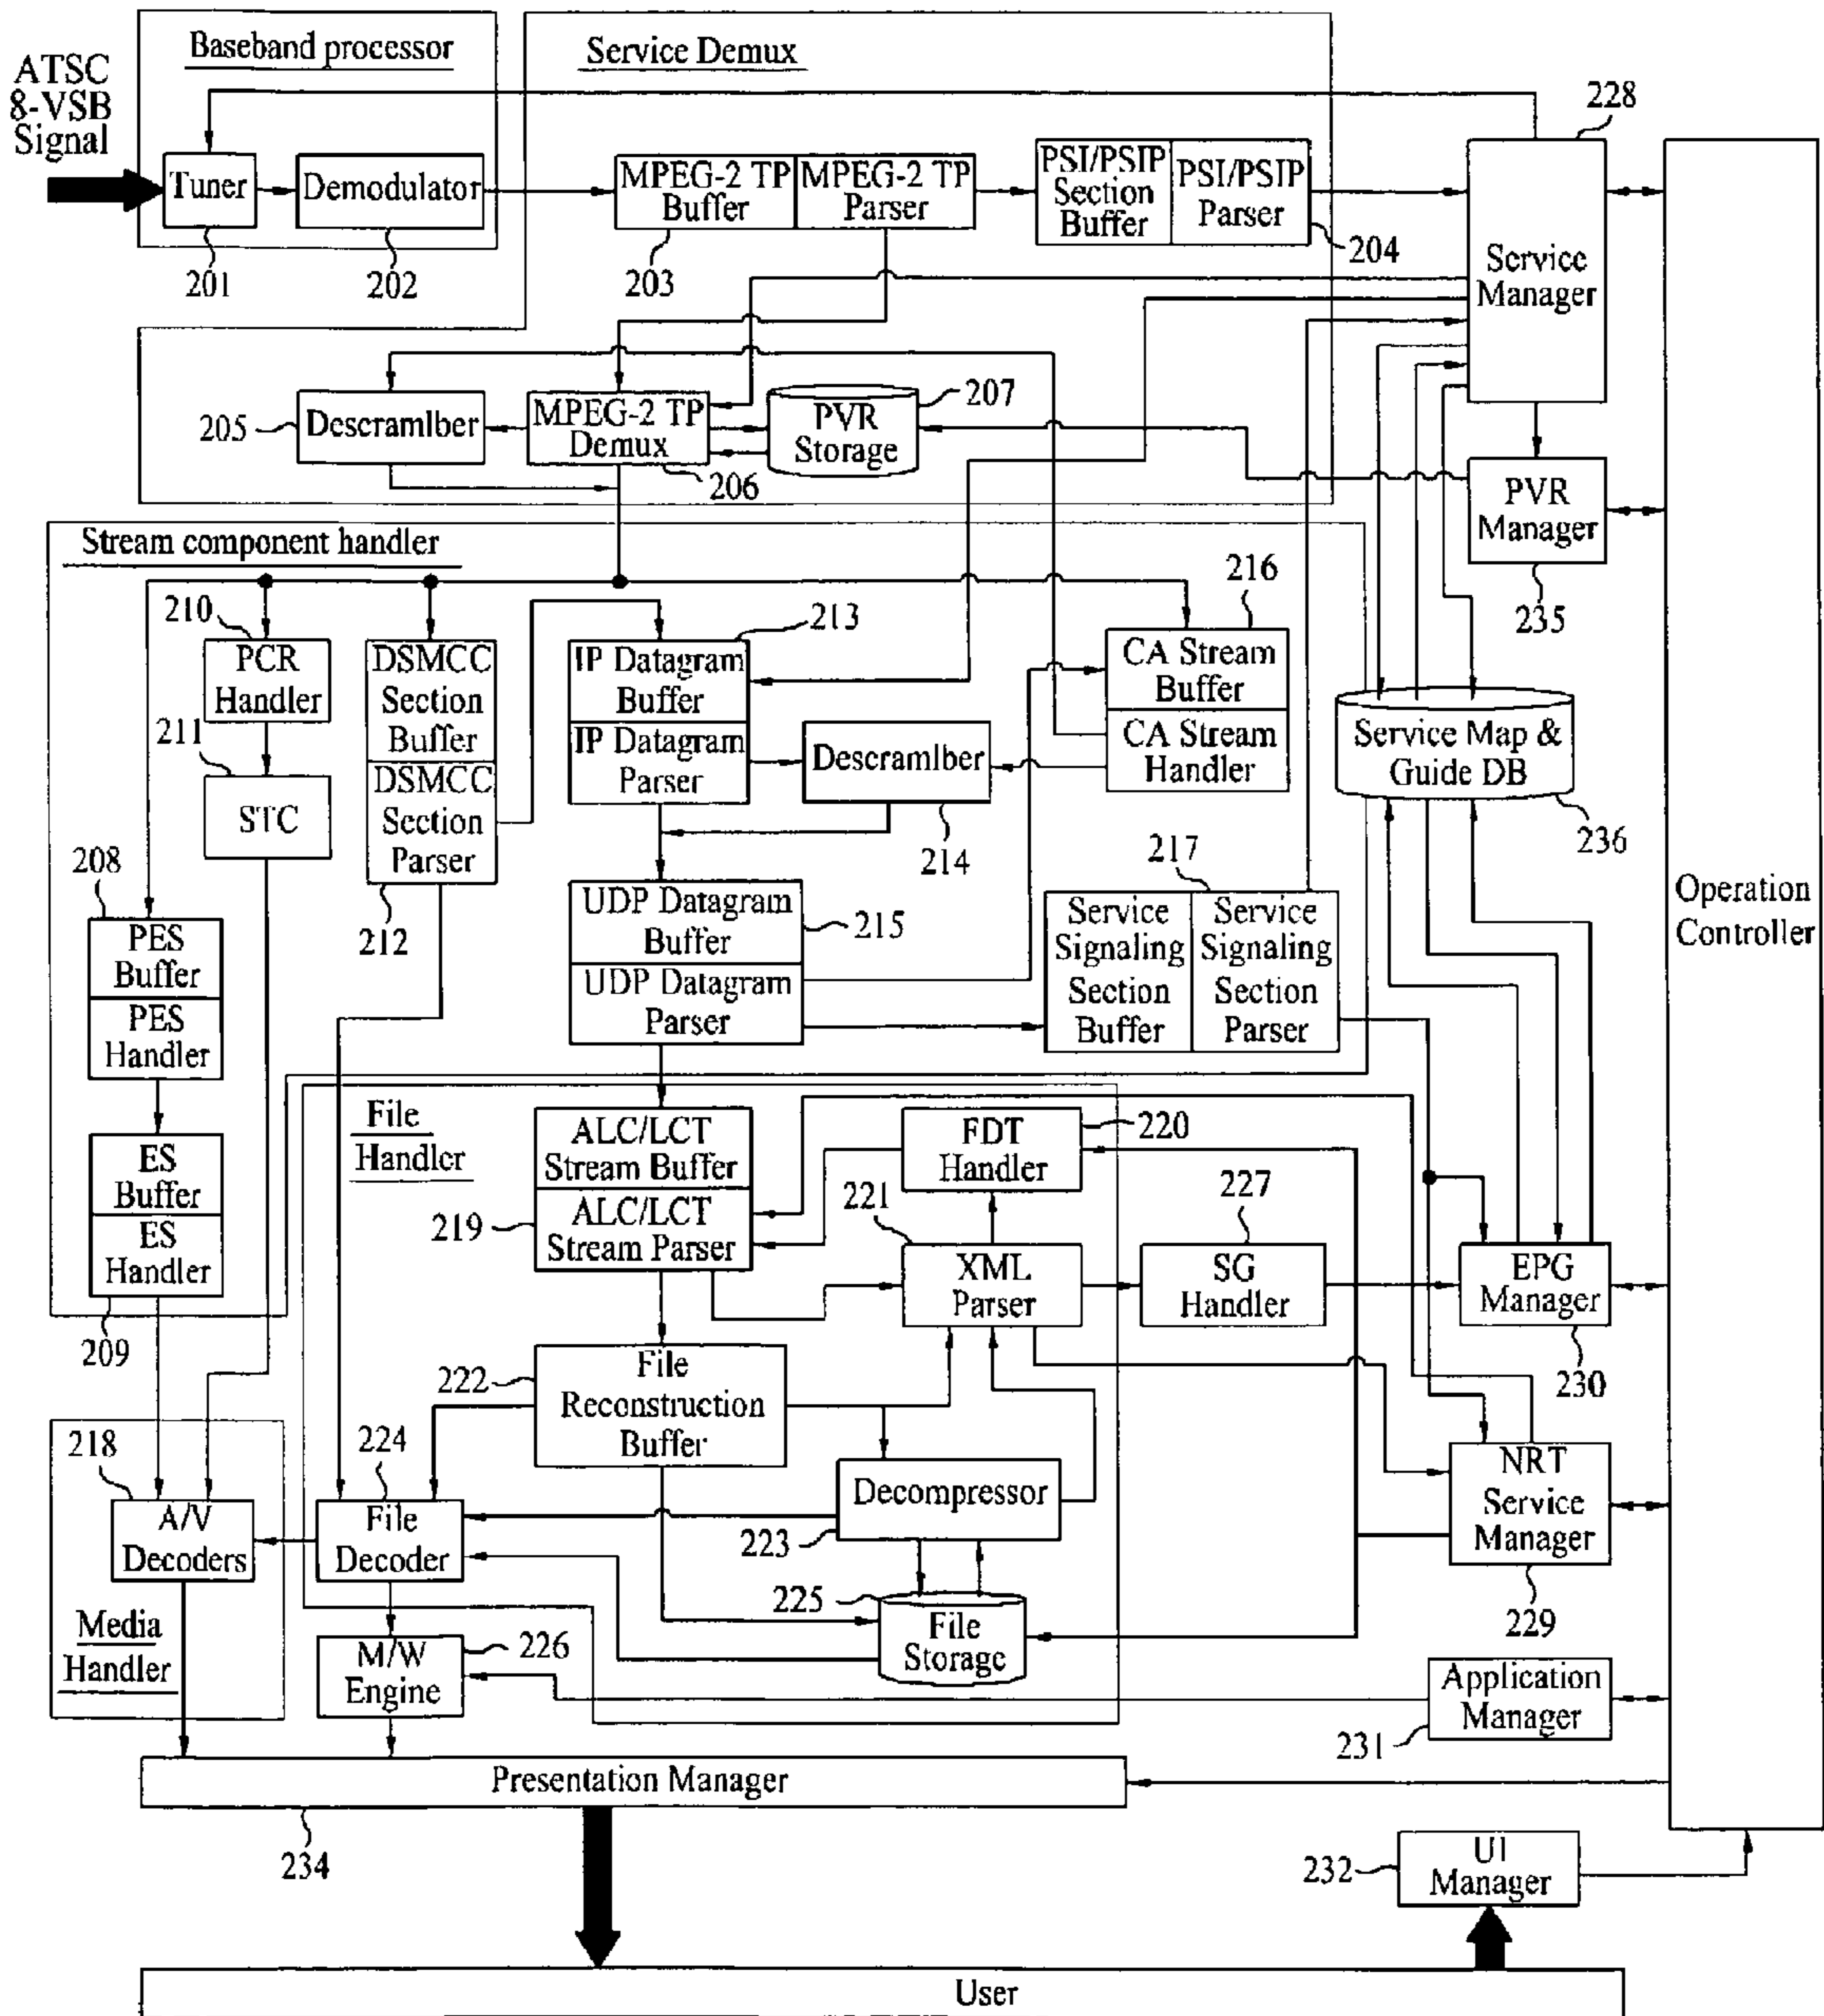 Baseband processor
Service Demux
ATSC
8-VSB
Signal
228
Tuner
Demodulator
MPEG-2 TP
Buffer
MPEG-2 TP
Parser
PSI/PSIP
Section
Buffer
PSI/PSIP
Parser
201
202
203
204
Service
Manager
205
Descramlber
MPEG-2 TP
Demux
206
207
PVR
Storage
PVR
Manager
235
Stream component handler
210
PCR
Handler
211
STC
DSMCC
Section
Buffer
DSMCC
Section
Parser
212
213
IP Datagram
Buffer
IP Datagram
Parser
Descramlber
214
216
CA Stream
Buffer
CA Stream
Handler
Service Map &
Guide DB
236
Operation
Controller
208
PES
Buffer
PES
Handler
UDP Datagram
Buffer
UDP Datagram
Parser
215
217
Service
Signaling
Section
Buffer
Service
Signaling
Section
Parser
ES
Buffer
ES
Handler
209
File
Handler
ALC/LCT
Stream Buffer
ALC/LCT
Stream Parser
219
FDT
Handler
220
221
XML
Parser
227
SG
Handler
EPG
Manager
230
222
File
Reconstruction
Buffer
218
A/V
Decoders
224
File
Decoder
Decompressor
223
NRT
Service
Manager
229
225
File
Storage
Media
Handler
M/W
Engine
226
Application
Manager
231
Presentation Manager
234
232
UI
Manager
User